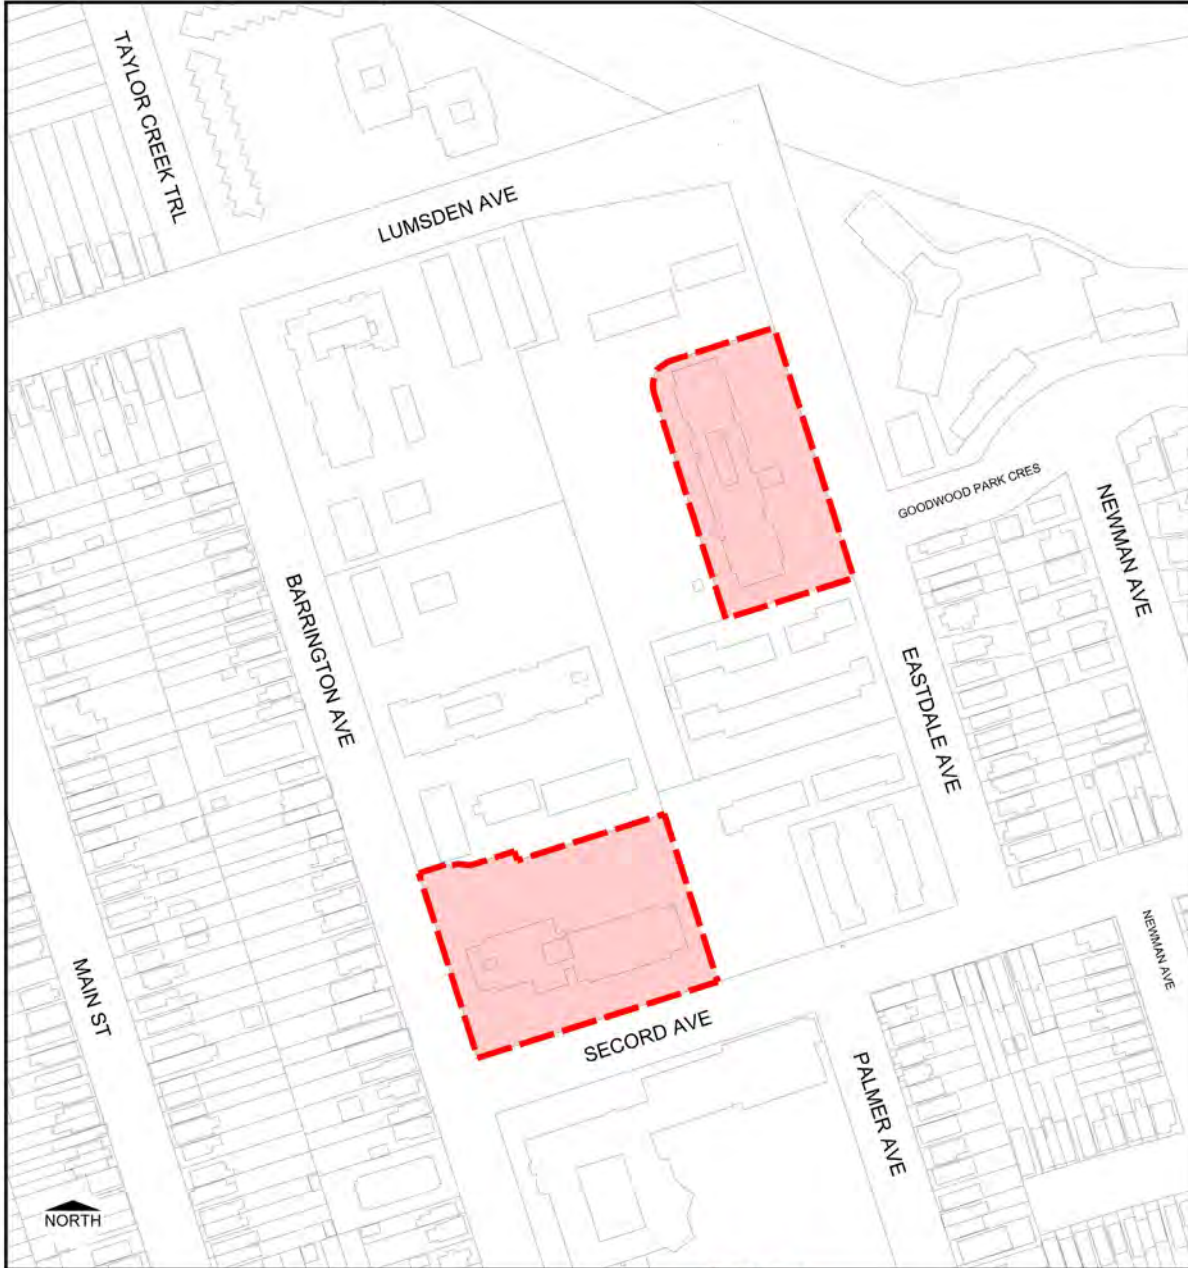 TAYLOR CREEK TRL
LUMSDEN AVE
GOODWOOD PARK CRES
NEWMAN AVE
BARRINGTON AVE
EASTDALE AVE
NEWMAN AVE
MAIN ST
SECORD AVE
PALMER AVE
NORTH